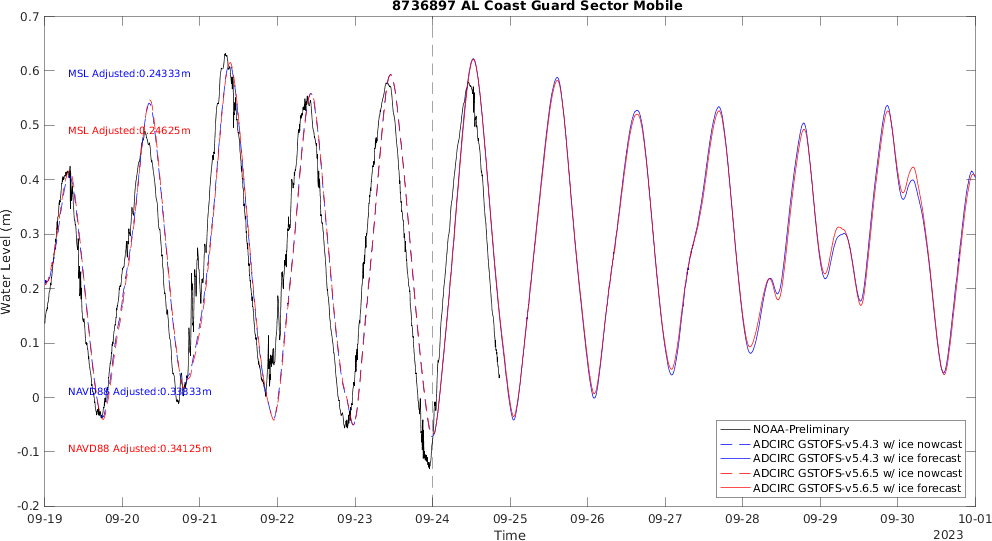 8736897 AL Coast Guard Sector Mobile
0.7
0.6
0.5
0.4
0.3
0.2
0.1
0
-0.1
-0.2
Water Level (m)
MSL Adjusted:0.24333m
MSL Adjusted:0.24625m
NAVD88 Adjusted:0.33333m
NAVD88 Adjusted:0.34125m
NOAA-Preliminary
ADCIRC GSTOFS-v5.4.3 w/ ice nowcast
ADCIRC GSTOFS-v5.4.3 w/ ice forecast
ADCIRC GSTOFS-v5.6.5 w/ ice nowcast
ADCIRC GSTOFS-v5.6.5 w/ ice forecast
09-19 09-20 09-21 09-22 09-23 09-24 09-25 09-26 09-27 09-28 09-29 09-30 10-01
Time
2023